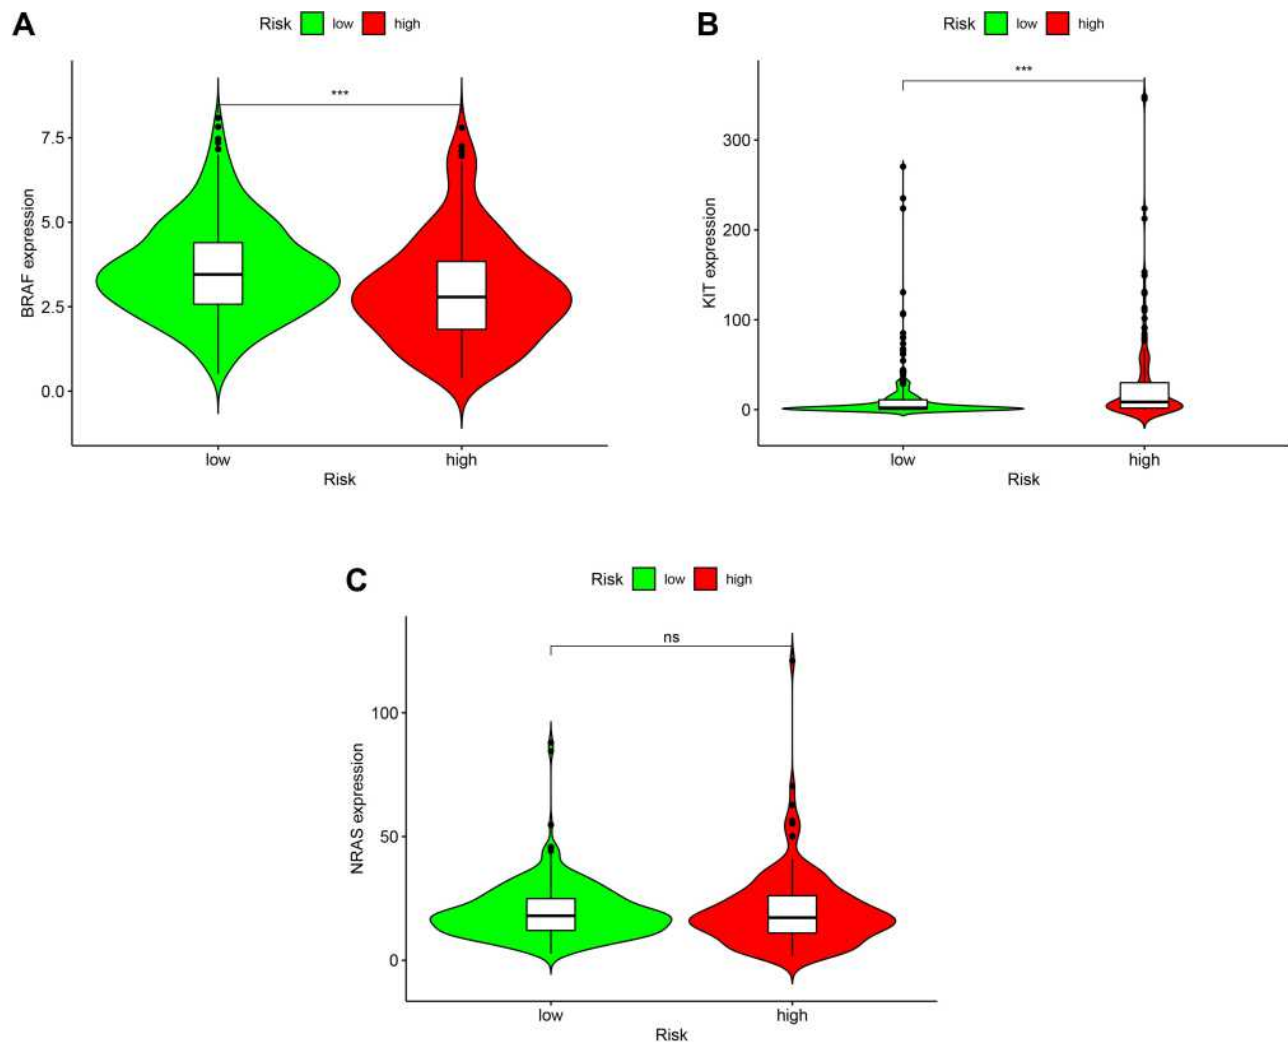 A
Risk low high
***
BRAF expression
7.5
5.0
2.5
0.0
low high
Risk
B
Risk low high
***
KIT expression
300
200
100
0
low high
Risk
C
Risk low high
ns
NRAS expression
100
50
0
low high
Risk